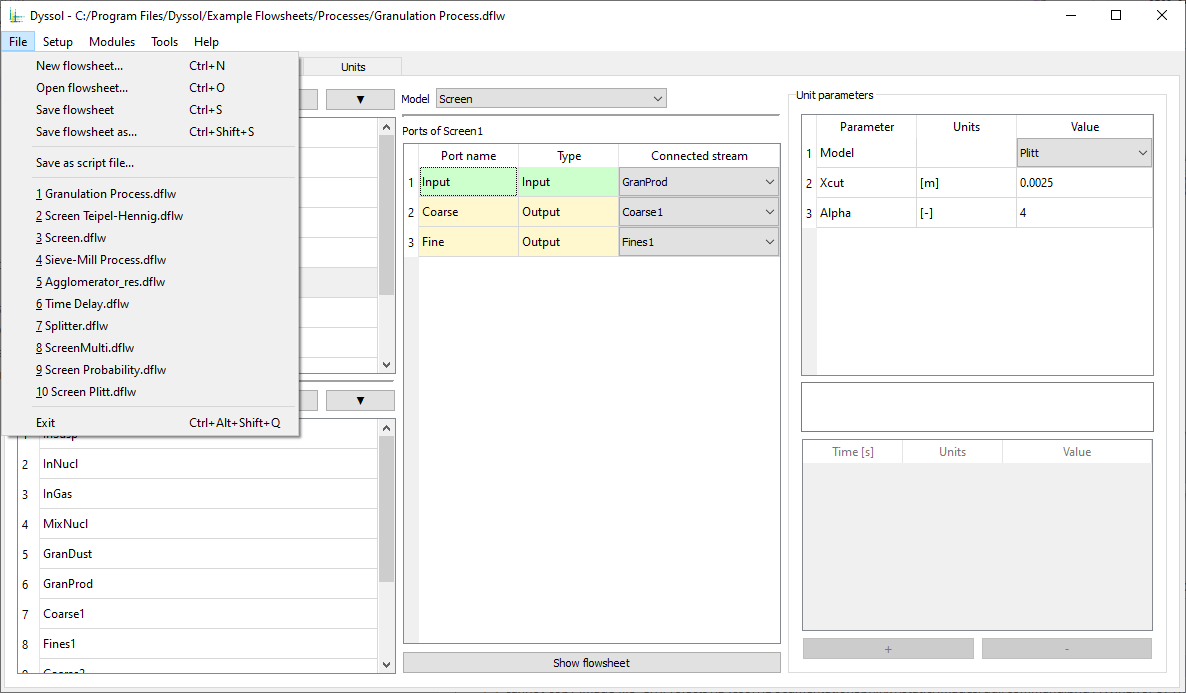 Dyssol - C:/Program Files/Dyssol/Example Flowsheets/Processes/Granulation Process.dflw
File Setup Modules Tools Help
New flowsheet... Ctrl+N
Open flowsheet... Ctrl+O
Save flowsheet Ctrl+S
Save flowsheet as... Ctrl+Shift+S
Save as script file...
1 Granulation Process.dflw
2 Screen Teipel-Hennig.dflw
3 Screen.dflw
4 Sieve-Mill Process.dflw
5 Agglomerator_res.dflw
6 Time Delay.dflw
7 Splitter.dflw
8 ScreenMulti.dflw
9 Screen Probability.dflw
10 Screen Plitt.dflw
Exit Ctrl+Alt+Shift+Q
2 InNucl
3 InGas
4 MixNucl
5 GranDust
6 GranProd
7 Coarse1
8 Fines1
Units
Model Screen
Ports of Screen1
Port name Type Connected stream
1 Input Input GranProd
2 Coarse Output Coarse1
3 Fine Output Fines1
Show flowsheet
Unit parameters
Parameter Units Value
1 Model Plitt
2 Xcut [m] 0.0025
3 Alpha [-] 4
Time [s] Units Value
+ -